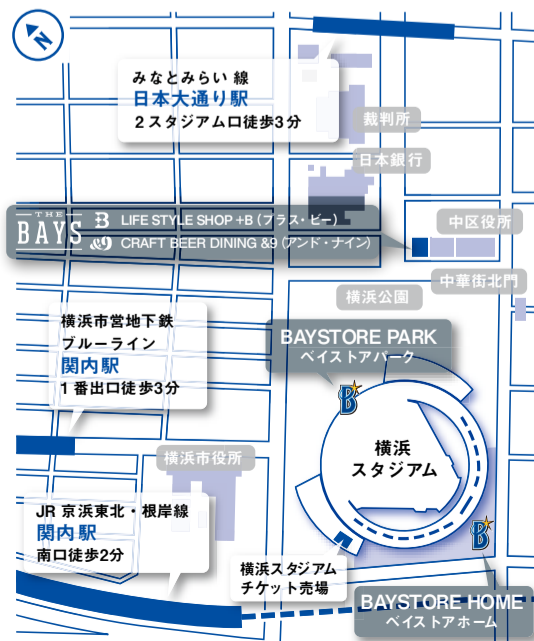 N
みなとみらい 線
日本大通り駅
2スタジアム口徒歩3分
裁判所
日本銀行
THE
BAYS
B LIFE STYLE SHOP +B（プラス・ビー）
&9 CRAFT BEER DINING &9（アンド・ナイン）
中区役所
中華街北門
横浜公園
横浜市営地下鉄
ブルーライン
関内駅
1番出口徒歩3分
BAYSTORE PARK
ベイストアパーク
B
横浜
スタジアム
横浜市役所
JR 京浜東北・根岸線
関内駅
南口徒歩2分
B
横浜スタジアム
チケット売場
BAYSTORE HOME
ベイストアホーム